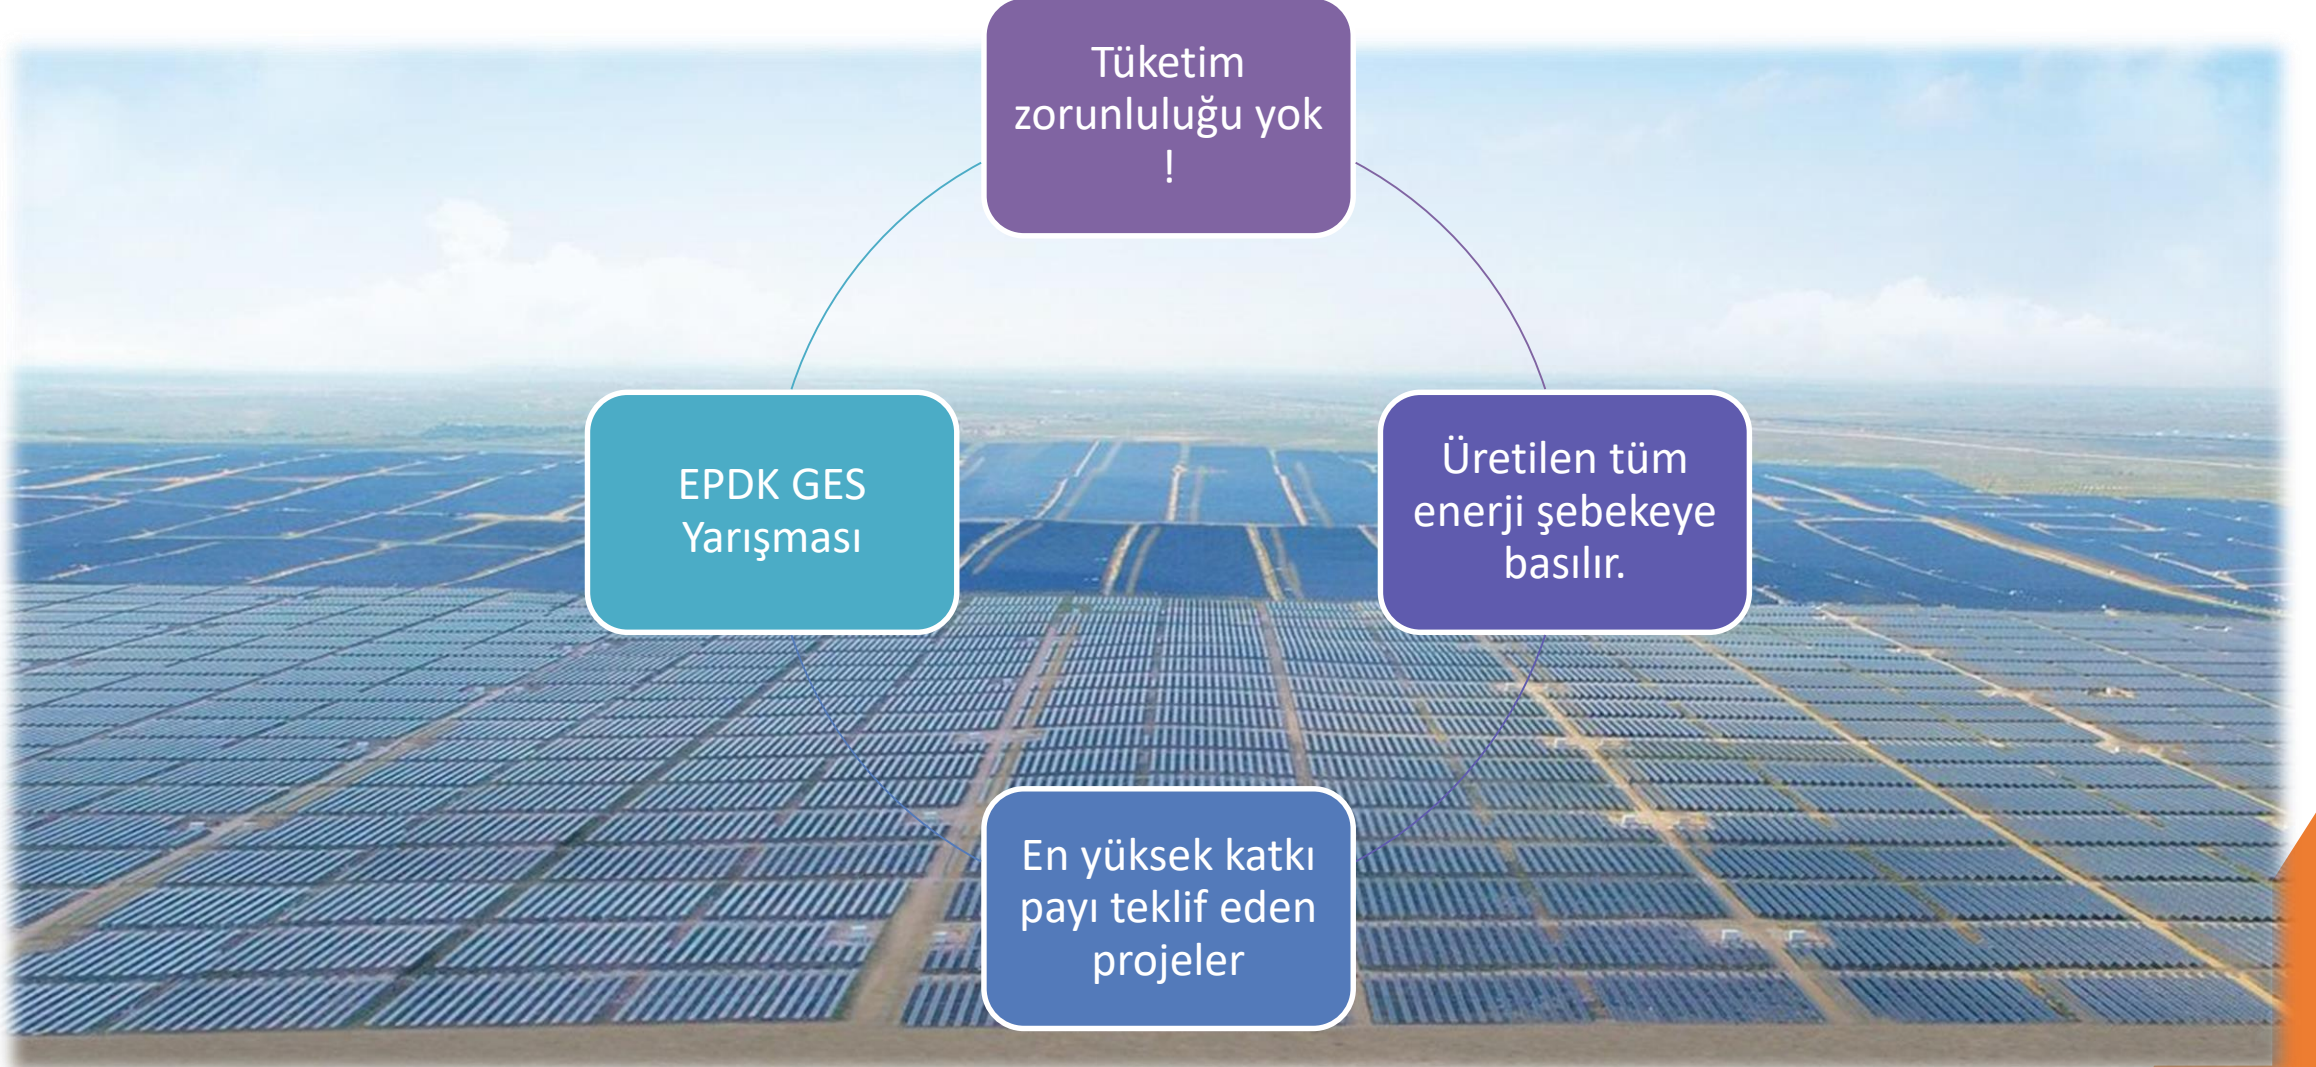 Tüketim
zorunluluğu yok
!
EPDK GES
Yarışması
Üretilen tüm
enerji şebekeye
basılır.
En yüksek katkı
payı teklif eden
projeler